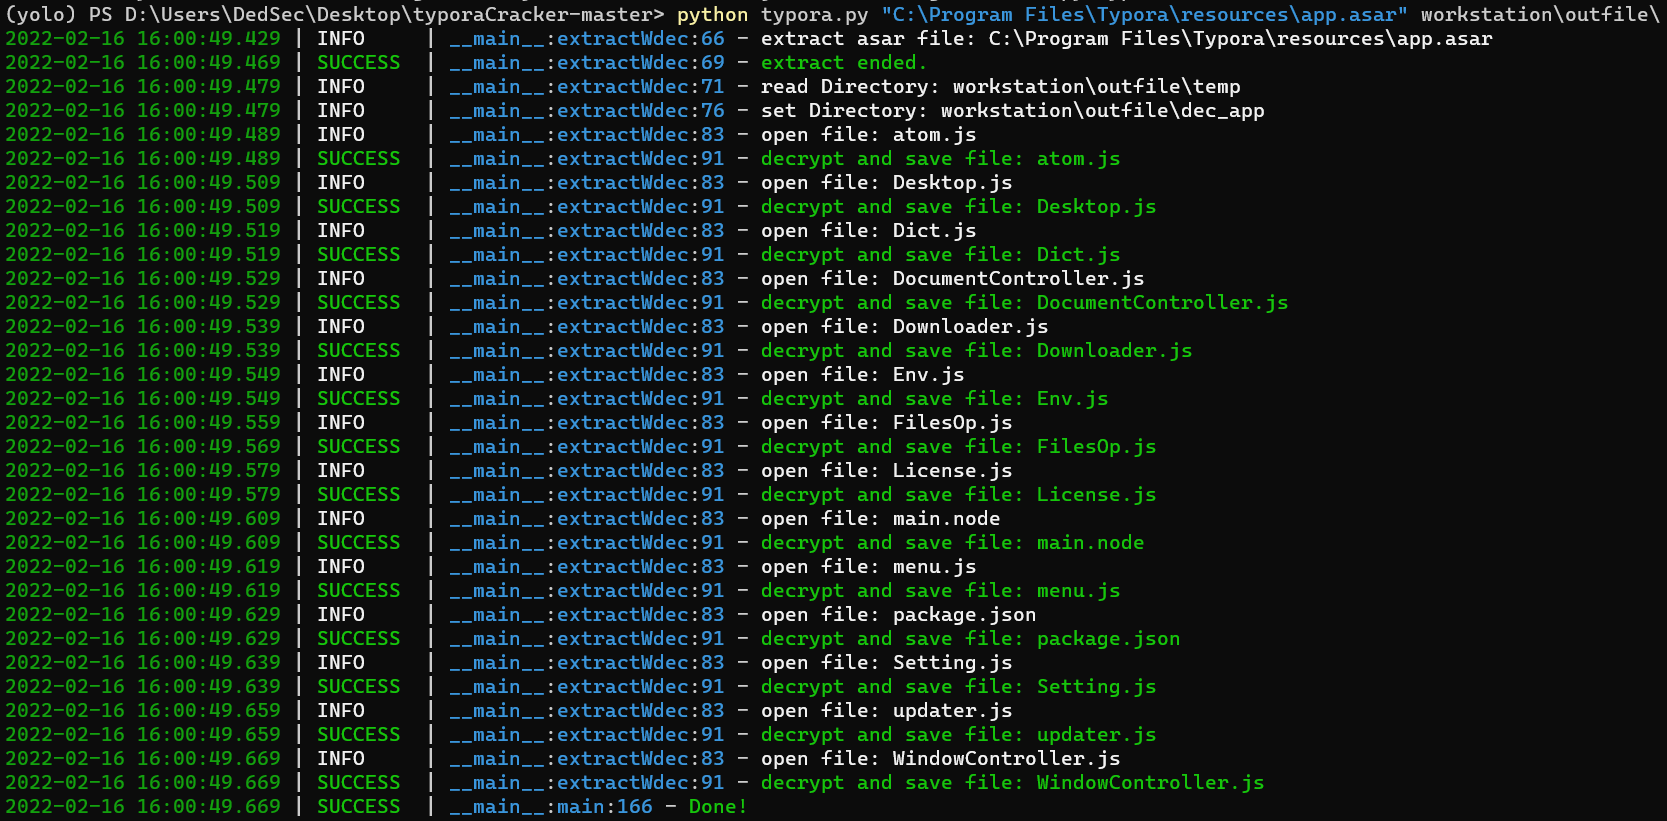 (yolo) PS D:\Users\DedSec\Desktop\typoraCracker-master> python typora.py "C:\Program Files\Typora\resources\app.asar" workstation\outfile\
2022-02-16 16:00:49.429 | INFO     | __main__:extractWdec:66 - extract asar file: C:\Program Files\Typora\resources\app.asar
2022-02-16 16:00:49.469 | SUCCESS  | __main__:extractWdec:69 - extract ended.
2022-02-16 16:00:49.479 | INFO     | __main__:extractWdec:71 - read Directory: workstation\outfile\temp
2022-02-16 16:00:49.479 | INFO     | __main__:extractWdec:76 - set Directory: workstation\outfile\dec_app
2022-02-16 16:00:49.489 | INFO     | __main__:extractWdec:83 - open file: atom.js
2022-02-16 16:00:49.489 | SUCCESS  | __main__:extractWdec:91 - decrypt and save file: atom.js
2022-02-16 16:00:49.509 | INFO     | __main__:extractWdec:83 - open file: Desktop.js
2022-02-16 16:00:49.509 | SUCCESS  | __main__:extractWdec:91 - decrypt and save file: Desktop.js
2022-02-16 16:00:49.519 | INFO     | __main__:extractWdec:83 - open file: Dict.js
2022-02-16 16:00:49.519 | SUCCESS  | __main__:extractWdec:91 - decrypt and save file: Dict.js
2022-02-16 16:00:49.529 | INFO     | __main__:extractWdec:83 - open file: DocumentController.js
2022-02-16 16:00:49.529 | SUCCESS  | __main__:extractWdec:91 - decrypt and save file: DocumentController.js
2022-02-16 16:00:49.539 | INFO     | __main__:extractWdec:83 - open file: Downloader.js
2022-02-16 16:00:49.539 | SUCCESS  | __main__:extractWdec:91 - decrypt and save file: Downloader.js
2022-02-16 16:00:49.549 | INFO     | __main__:extractWdec:83 - open file: Env.js
2022-02-16 16:00:49.549 | SUCCESS  | __main__:extractWdec:91 - decrypt and save file: Env.js
2022-02-16 16:00:49.559 | INFO     | __main__:extractWdec:83 - open file: FilesOp.js
2022-02-16 16:00:49.569 | SUCCESS  | __main__:extractWdec:91 - decrypt and save file: FilesOp.js
2022-02-16 16:00:49.579 | INFO     | __main__:extractWdec:83 - open file: License.js
2022-02-16 16:00:49.579 | SUCCESS  | __main__:extractWdec:91 - decrypt and save file: License.js
2022-02-16 16:00:49.609 | INFO     | __main__:extractWdec:83 - open file: main.node
2022-02-16 16:00:49.609 | SUCCESS  | __main__:extractWdec:91 - decrypt and save file: main.node
2022-02-16 16:00:49.619 | INFO     | __main__:extractWdec:83 - open file: menu.js
2022-02-16 16:00:49.619 | SUCCESS  | __main__:extractWdec:91 - decrypt and save file: menu.js
2022-02-16 16:00:49.629 | INFO     | __main__:extractWdec:83 - open file: package.json
2022-02-16 16:00:49.629 | SUCCESS  | __main__:extractWdec:91 - decrypt and save file: package.json
2022-02-16 16:00:49.639 | INFO     | __main__:extractWdec:83 - open file: Setting.js
2022-02-16 16:00:49.639 | SUCCESS  | __main__:extractWdec:91 - decrypt and save file: Setting.js
2022-02-16 16:00:49.659 | INFO     | __main__:extractWdec:83 - open file: updater.js
2022-02-16 16:00:49.659 | SUCCESS  | __main__:extractWdec:91 - decrypt and save file: updater.js
2022-02-16 16:00:49.669 | INFO     | __main__:extractWdec:83 - open file: WindowController.js
2022-02-16 16:00:49.669 | SUCCESS  | __main__:extractWdec:91 - decrypt and save file: WindowController.js
2022-02-16 16:00:49.669 | SUCCESS  | __main__:main:166 - Done!